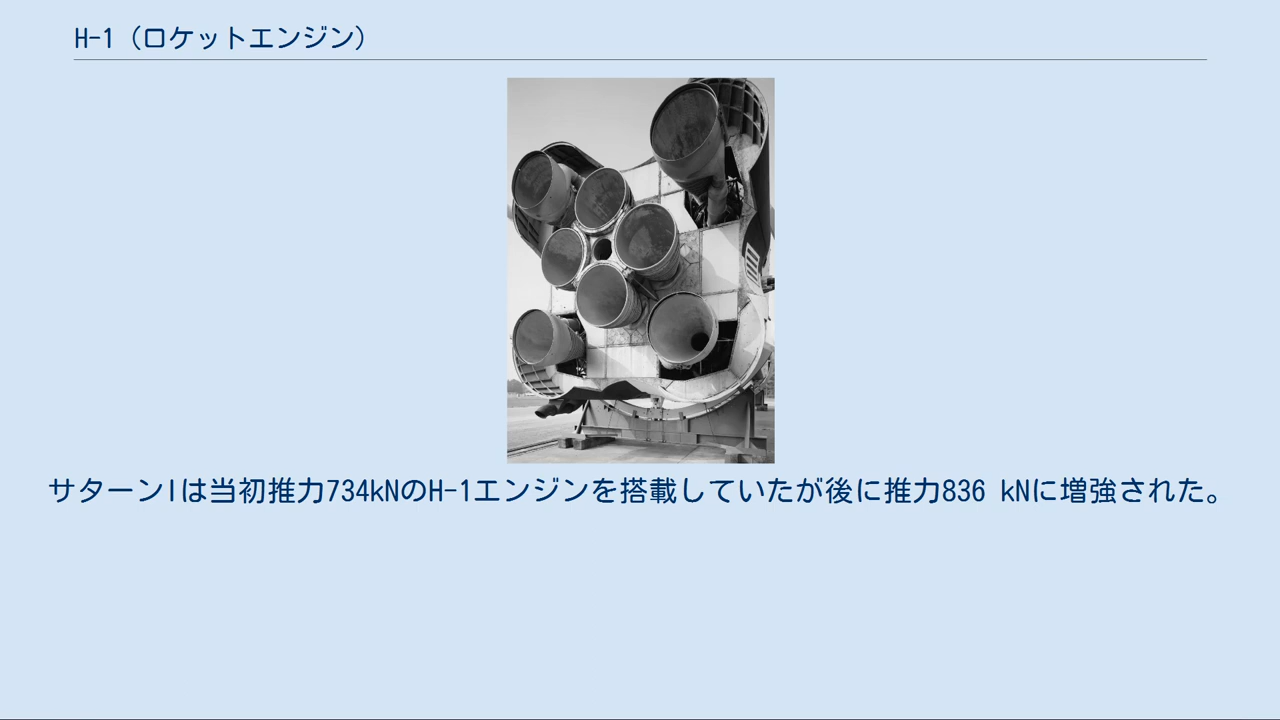 H-1（ロケットエンジン）
サターンIは当初推力734kNのH-1エンジンを搭載していたが後に推力836 kNに増強された。